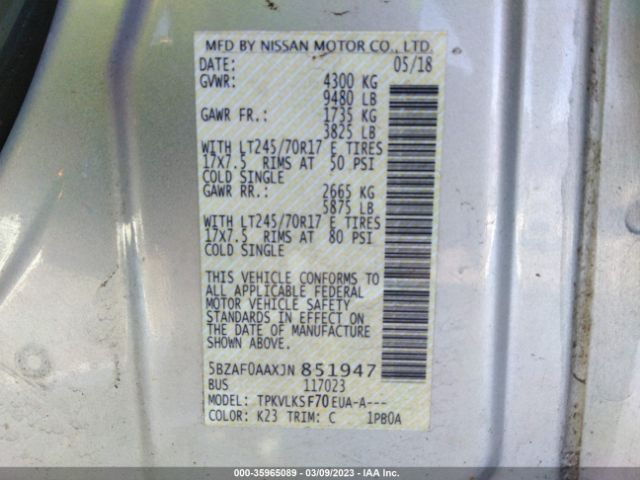 MFD BY NISSAN MOTOR CO., LTD.
DATE: 05/18
GVWR: 4300 KG
9480 LB
GAWR FR.: 1735 KG
3825 LB
WITH LT245/70R17 E TIRES
17X7.5 RIMS AT 50 PSI
COLD SINGLE
GAWR RR.: 2665 KG
5875 LB
WITH LT245/70R17 E TIRES
17X7.5 RIMS AT 80 PSI
COLD SINGLE
THIS VEHICLE CONFORMS TO
ALL APPLICABLE FEDERAL
MOTOR VEHICLE SAFETY
STANDARDS IN EFFECT ON
THE DATE OF MANUFACTURE
SHOWN ABOVE.
5BZAF0AAXJN 851947
BUS 117023
MODEL: TPKVLKSF70EUA-A---
COLOR: K23 TRIM: C 1PB0A
000-35965089 - 03/09/2023 - IAA Inc.